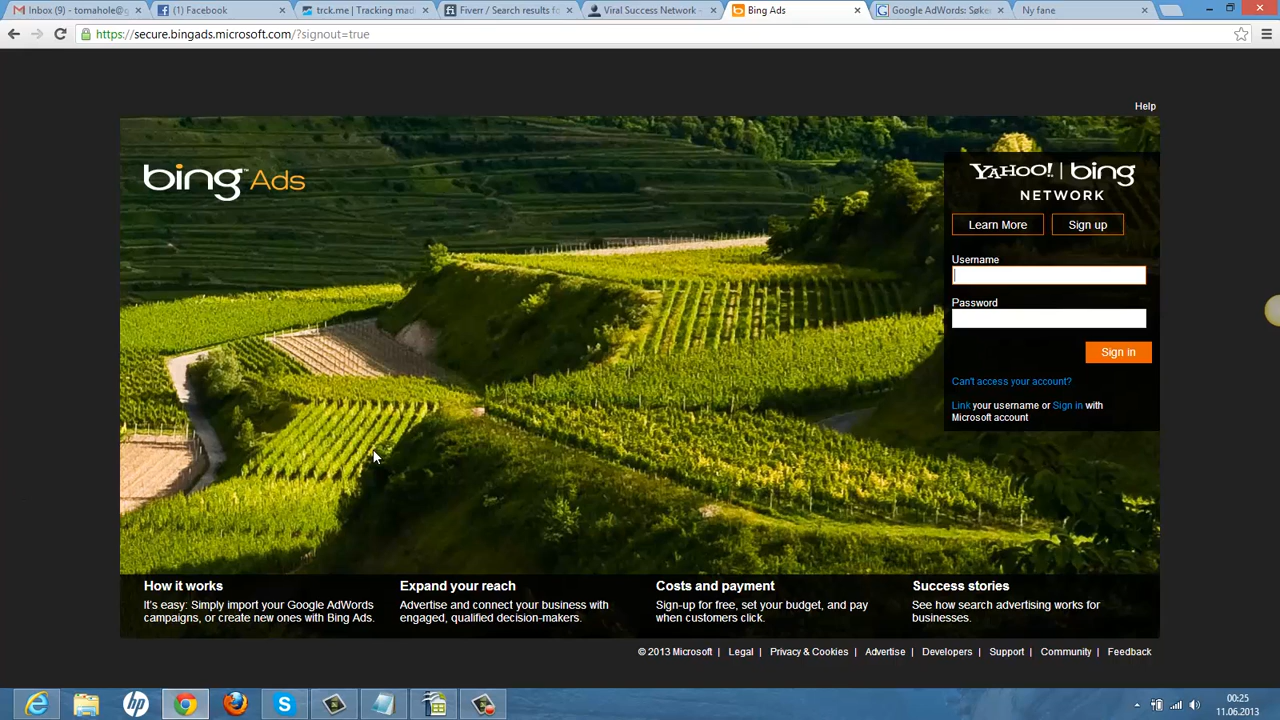 Inbox (9) - tomahole@g
(1) Facebook
trck.me | Tracking mad
Fiverr / Search results fo
Viral Success Network -
Bing Ads
Google AdWords: Søke
Ny fane
https://secure.bingads.microsoft.com/?signout=true
Help
bing Ads
YAHOO! | bing
NETWORK
Learn More
Sign up
Username
Password
Sign in
Can't access your account?
Link your username or Sign in with
Microsoft account
How it works
It's easy: Simply import your Google AdWords
campaigns, or create new ones with Bing Ads.
Expand your reach
Advertise and connect your business with
engaged, qualified decision-makers.
Costs and payment
Sign-up for free, set your budget, and pay
when customers click.
Success stories
See how search advertising works for
businesses.
© 2013 Microsoft | Legal | Privacy & Cookies | Advertise | Developers | Support | Community | Feedback
00:25
11.06.2013